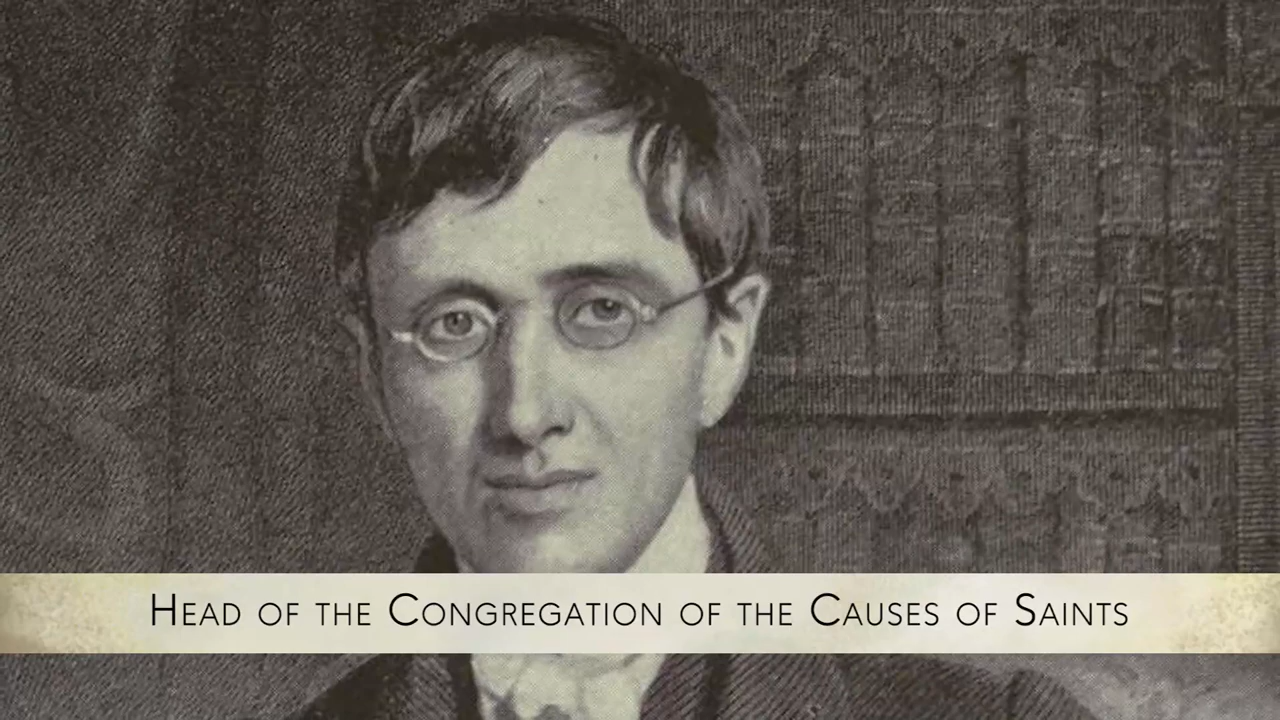 Head of the Congregation of the Causes of Saints